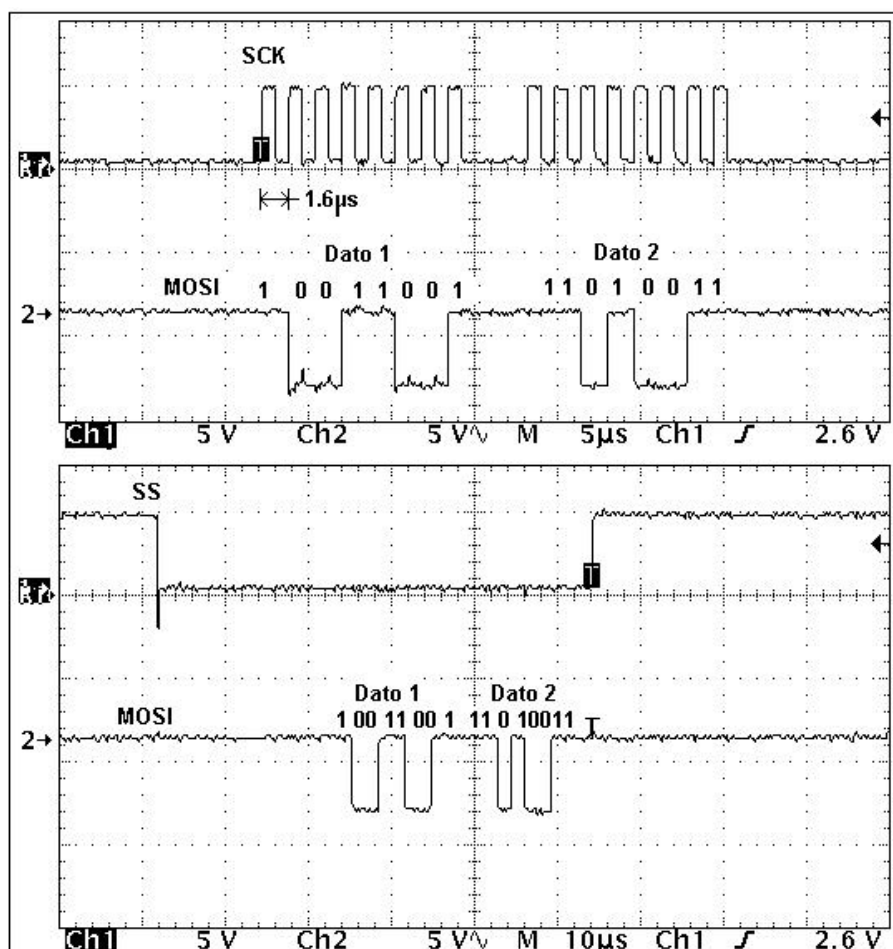 SCK
T
1.6µs
Dato 1 Dato 2
MOSI 1 0 0 1 1 0 0 1 1 1 0 1 0 0 1 1
2→
Ch1 5 V Ch2 5 V∿ M 5µs Ch1 2.6 V
SS
T
Dato 1 Dato 2
MOSI 1 00 11 00 1 11 0 10011 T
2→
Ch1 5 V Ch2 5 V∿ M 10µs Ch1 2.6 V